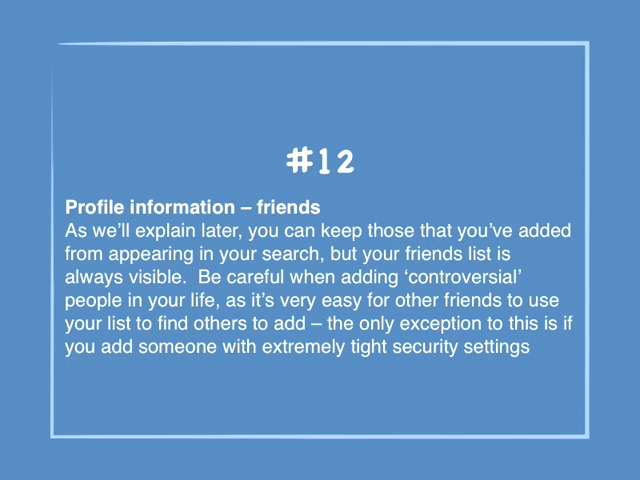 #12
Profile information – friends
As we’ll explain later, you can keep those that you’ve added
from appearing in your search, but your friends list is
always visible.  Be careful when adding ‘controversial’
people in your life, as it’s very easy for other friends to use
your list to find others to add – the only exception to this is if
you add someone with extremely tight security settings